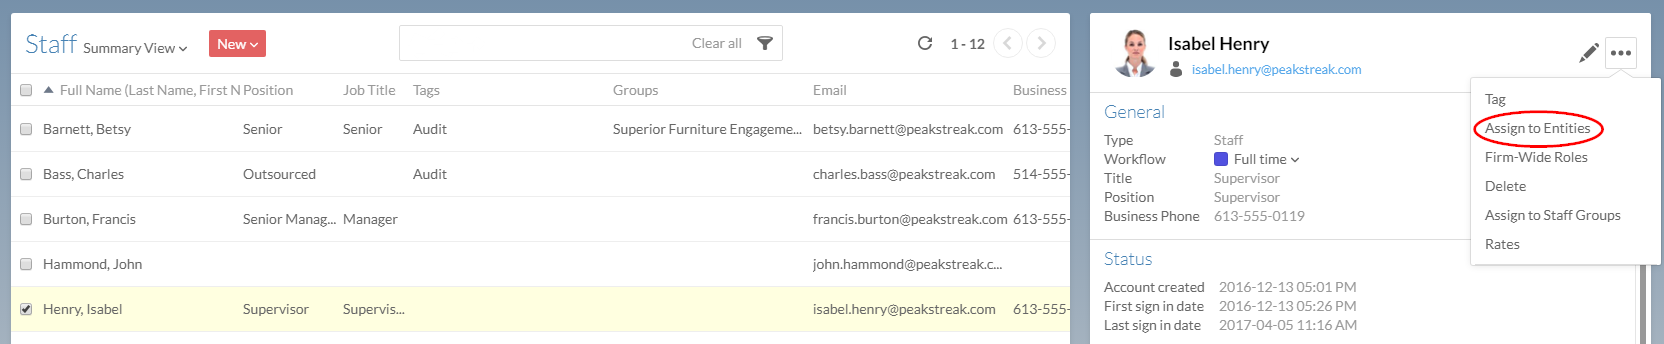 Staff Summary View New Clear all 1 - 12
Full Name (Last Name, First N Position Job Title Tags Groups Email Business
Barnett, Betsy Senior Senior Audit Superior Furniture Engageme... betsy.barnett@peakstreak.com 613-555-
Bass, Charles Outsourced Audit charles.bass@peakstreak.com 514-555-
Burton, Francis Senior Manag... Manager francis.burton@peakstreak.com 613-555-
Hammond, John john.hammond@peakstreak.c...
Henry, Isabel Supervisor Supervis... isabel.henry@peakstreak.com 613-555-
Isabel Henry
isabel.henry@peakstreak.com
General
Type Staff
Workflow Full time
Title Supervisor
Position Supervisor
Business Phone 613-555-0119
Status
Account created 2016-12-13 05:01 PM
First sign in date 2016-12-13 05:26 PM
Last sign in date 2017-04-05 11:16 AM
Tag
Assign to Entities
Firm-Wide Roles
Delete
Assign to Staff Groups
Rates